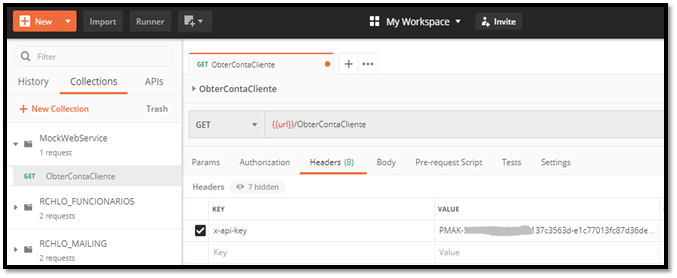 New Import Runner My Workspace Invite
Filter
History Collections APIs
+ New Collection Trash
MockWebService
1 request
GET ObterContaCliente
RCHLO_FUNCIONARIOS
2 requests
RCHLO_MAILING
2 requests
GET ObterContaCliente + •••
ObterContaCliente
GET {{url}}/ObterContaCliente
Params Authorization Headers (8) Body Pre-request Script Tests Settings
Headers 7 hidden
KEY VALUE
x-api-key PMAK- 137c3563d-e1c77013fc87d36de...
Key Value